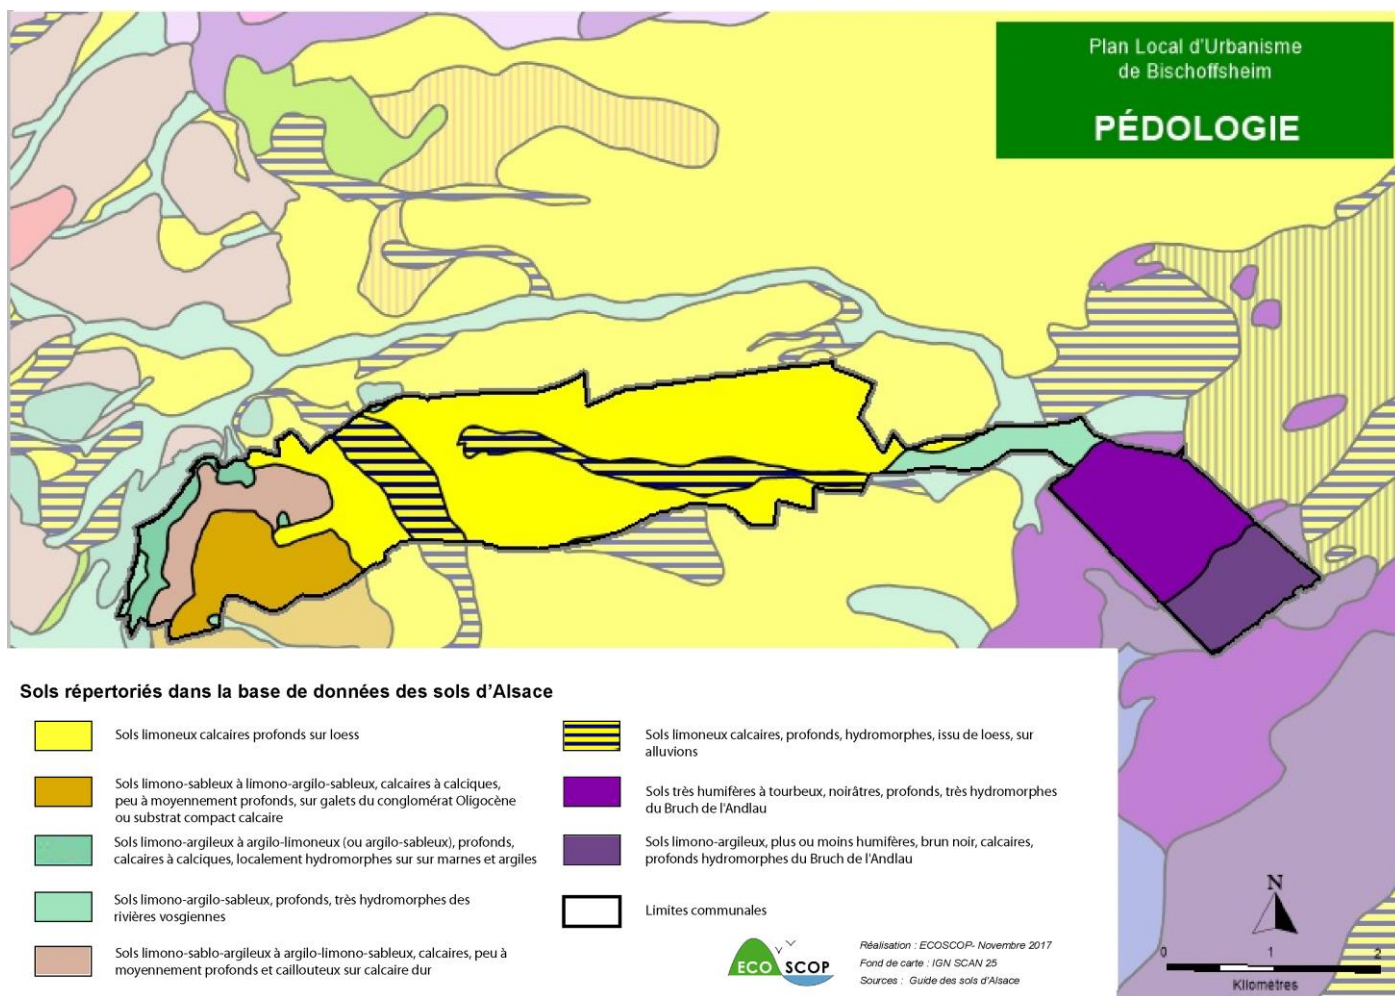 Plan Local d'Urbanisme
de Bischoffsheim
PÉDOLOGIE
Sols répertoriés dans la base de données des sols d'Alsace
Sols limoneux calcaires profonds sur loess
Sols limono-sableux à limono-argilo-sableux, calcaires à calciques,
peu à moyennement profonds, sur galets du conglomérat Oligocène
ou substrat compact calcaire
Sols limono-argileux à argilo-limoneux (ou argilo-sableux), profonds,
calcaires à calciques, localement hydromorphes sur sur marnes et argiles
Sols limono-argilo-sableux, profonds, très hydromorphes des
rivières vosgiennes
Sols limono-sablo-argileux à argilo-limono-sableux, calcaires, peu à
moyennement profonds et caillouteux sur calcaire dur
Sols limoneux calcaires, profonds, hydromorphes, issu de loess, sur
alluvions
Sols très humifères à tourbeux, noirâtres, profonds, très hydromorphes
du Bruch de l'Andlau
Sols limono-argileux, plus ou moins humifères, brun noir, calcaires,
profonds hydromorphes du Bruch de l'Andlau
Limites communales
ECO SCOP
Réalisation : ECOSCOP- Novembre 2017
Fond de carte : IGN SCAN 25
Sources : Guide des sols d'Alsace
N
0 1 2
Kilomètres